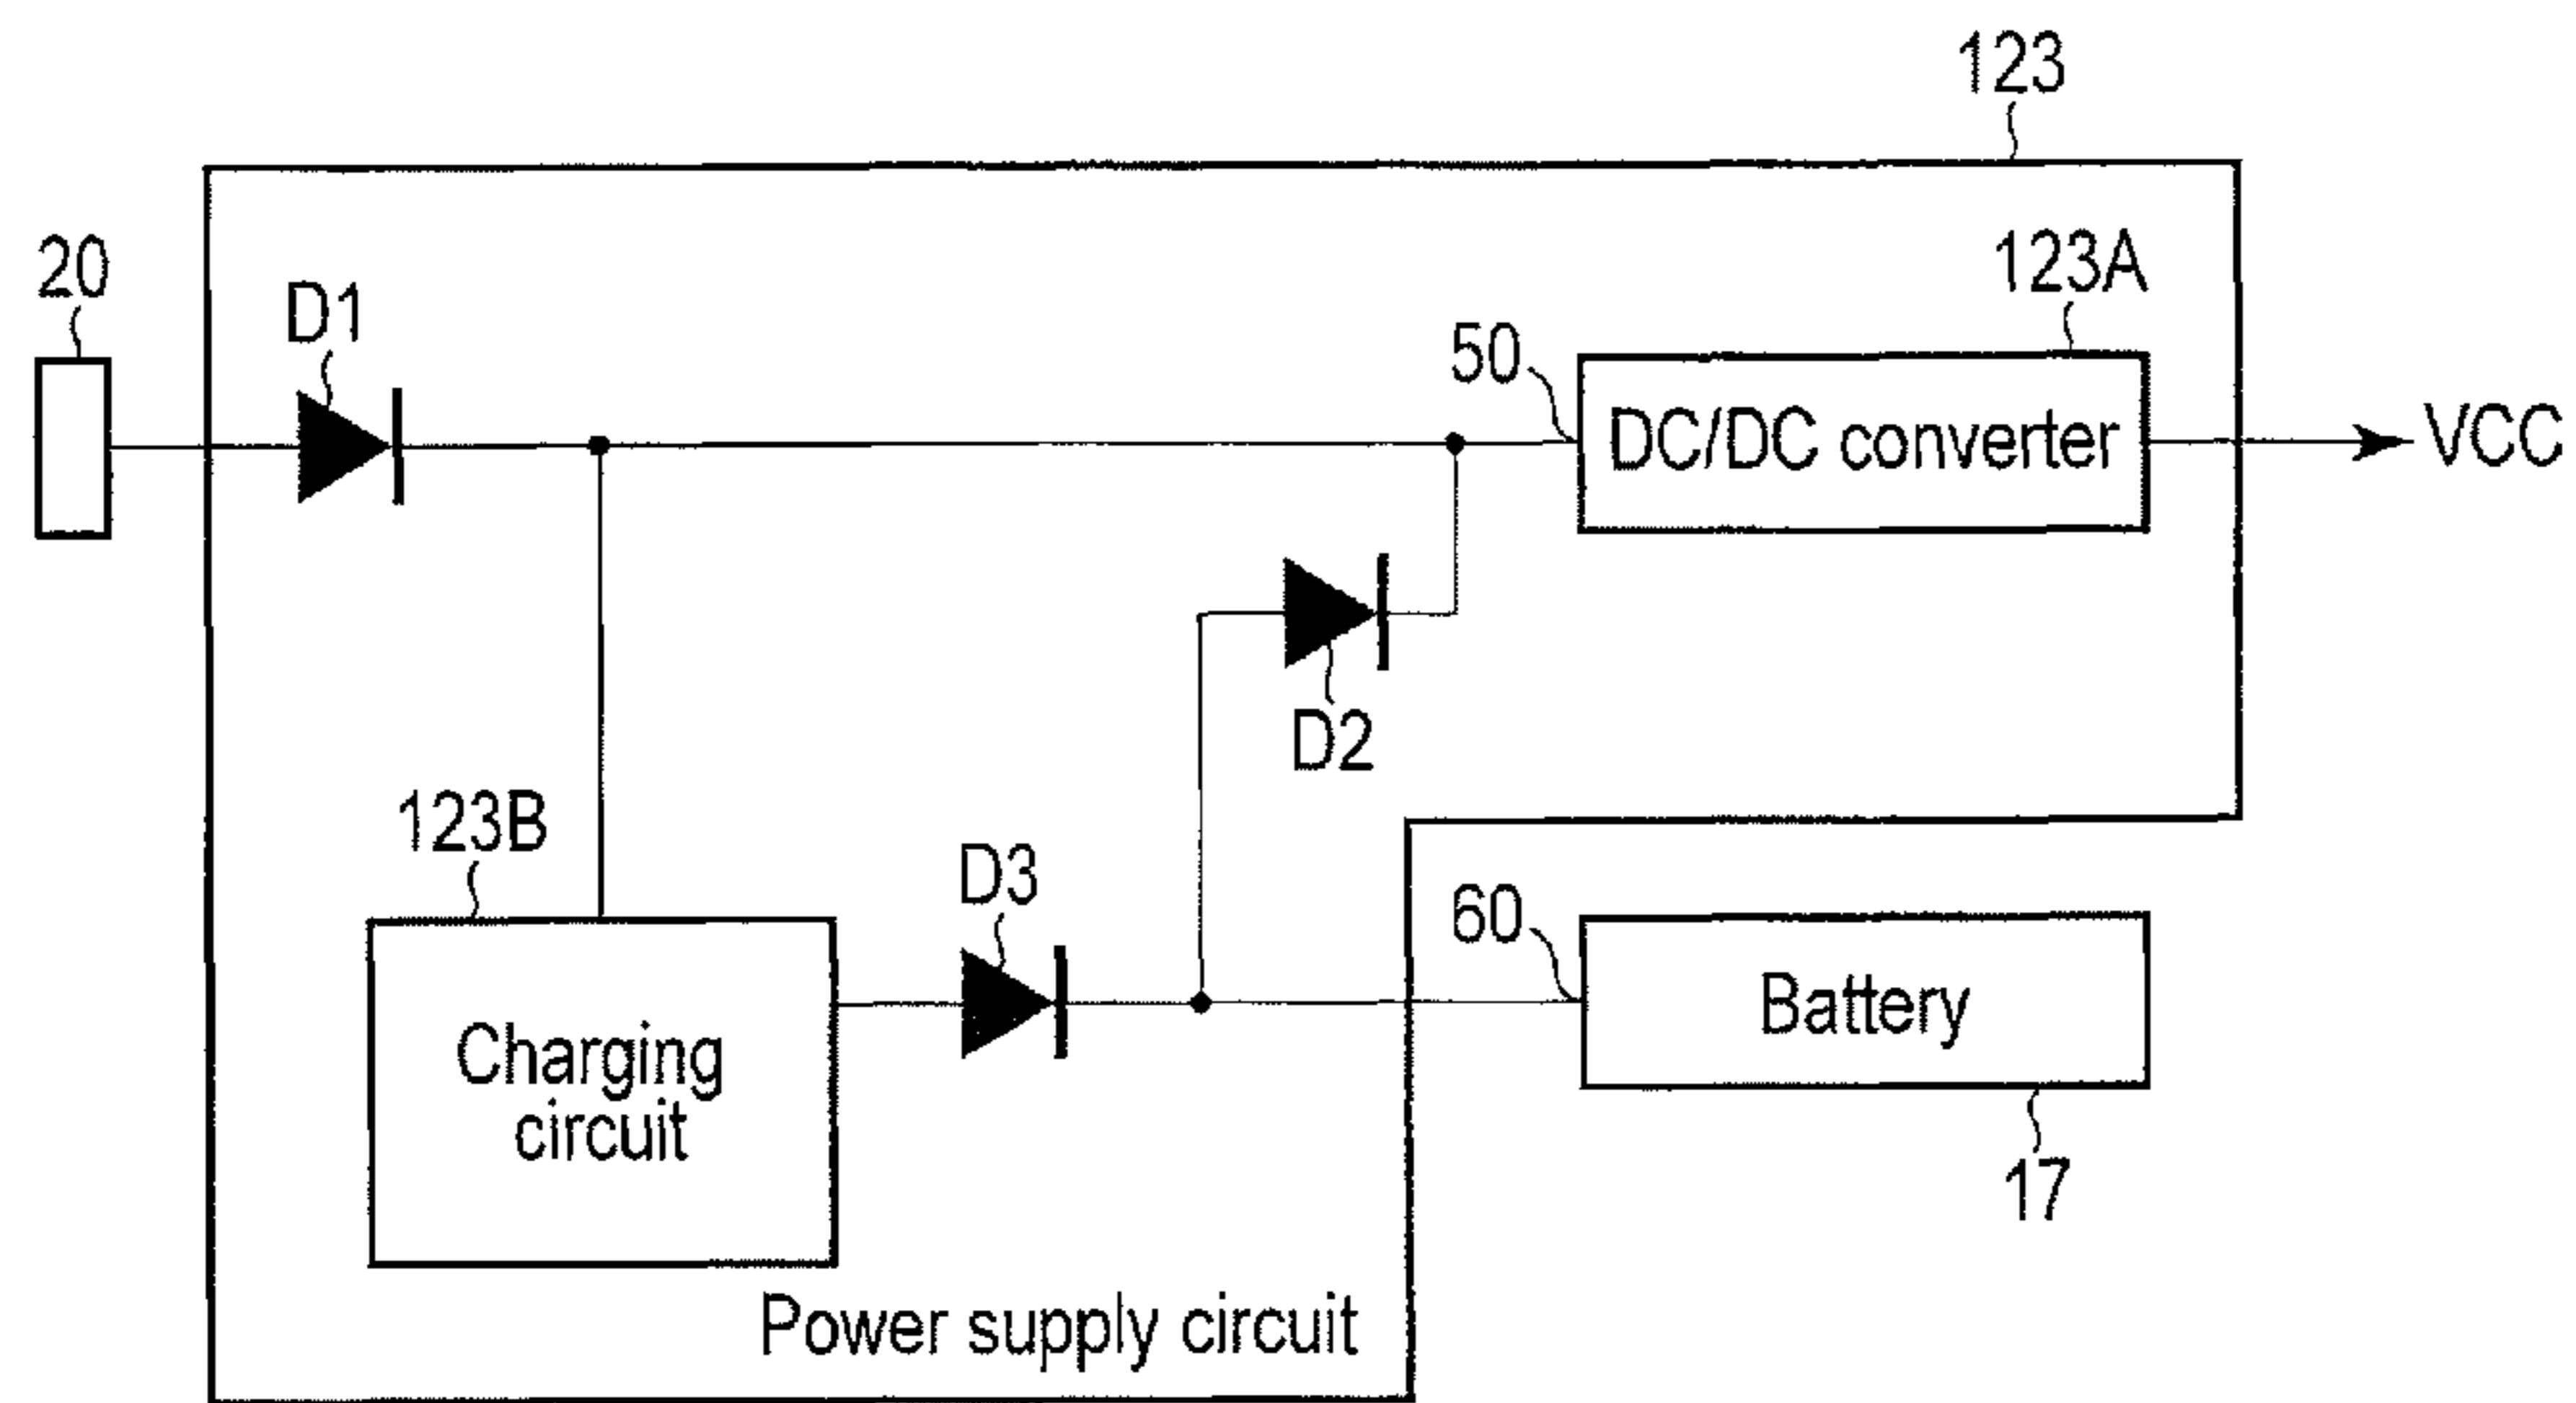 123
20
D1
123A
50
DC/DC converter
VCC
D2
123B
D3
60
Battery
Charging
circuit
17
Power supply circuit